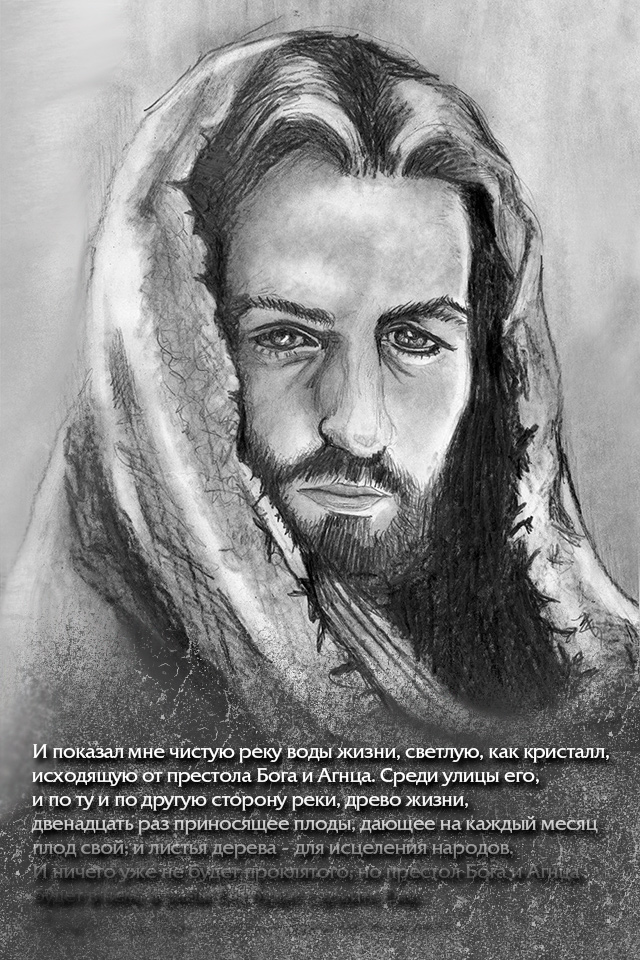 И показал мне чистую реку воды жизни, светлую, как кристалл,
исходящую от престола Бога и Агнца. Среди улицы его,
и по ту и по другую сторону реки, древо жизни,
двенадцать раз приносящее плоды, дающее на каждый месяц
плод свой; и листья дерева - для исцеления народов.
И ничего уже не будет проклятого; но престол Бога и Агнца